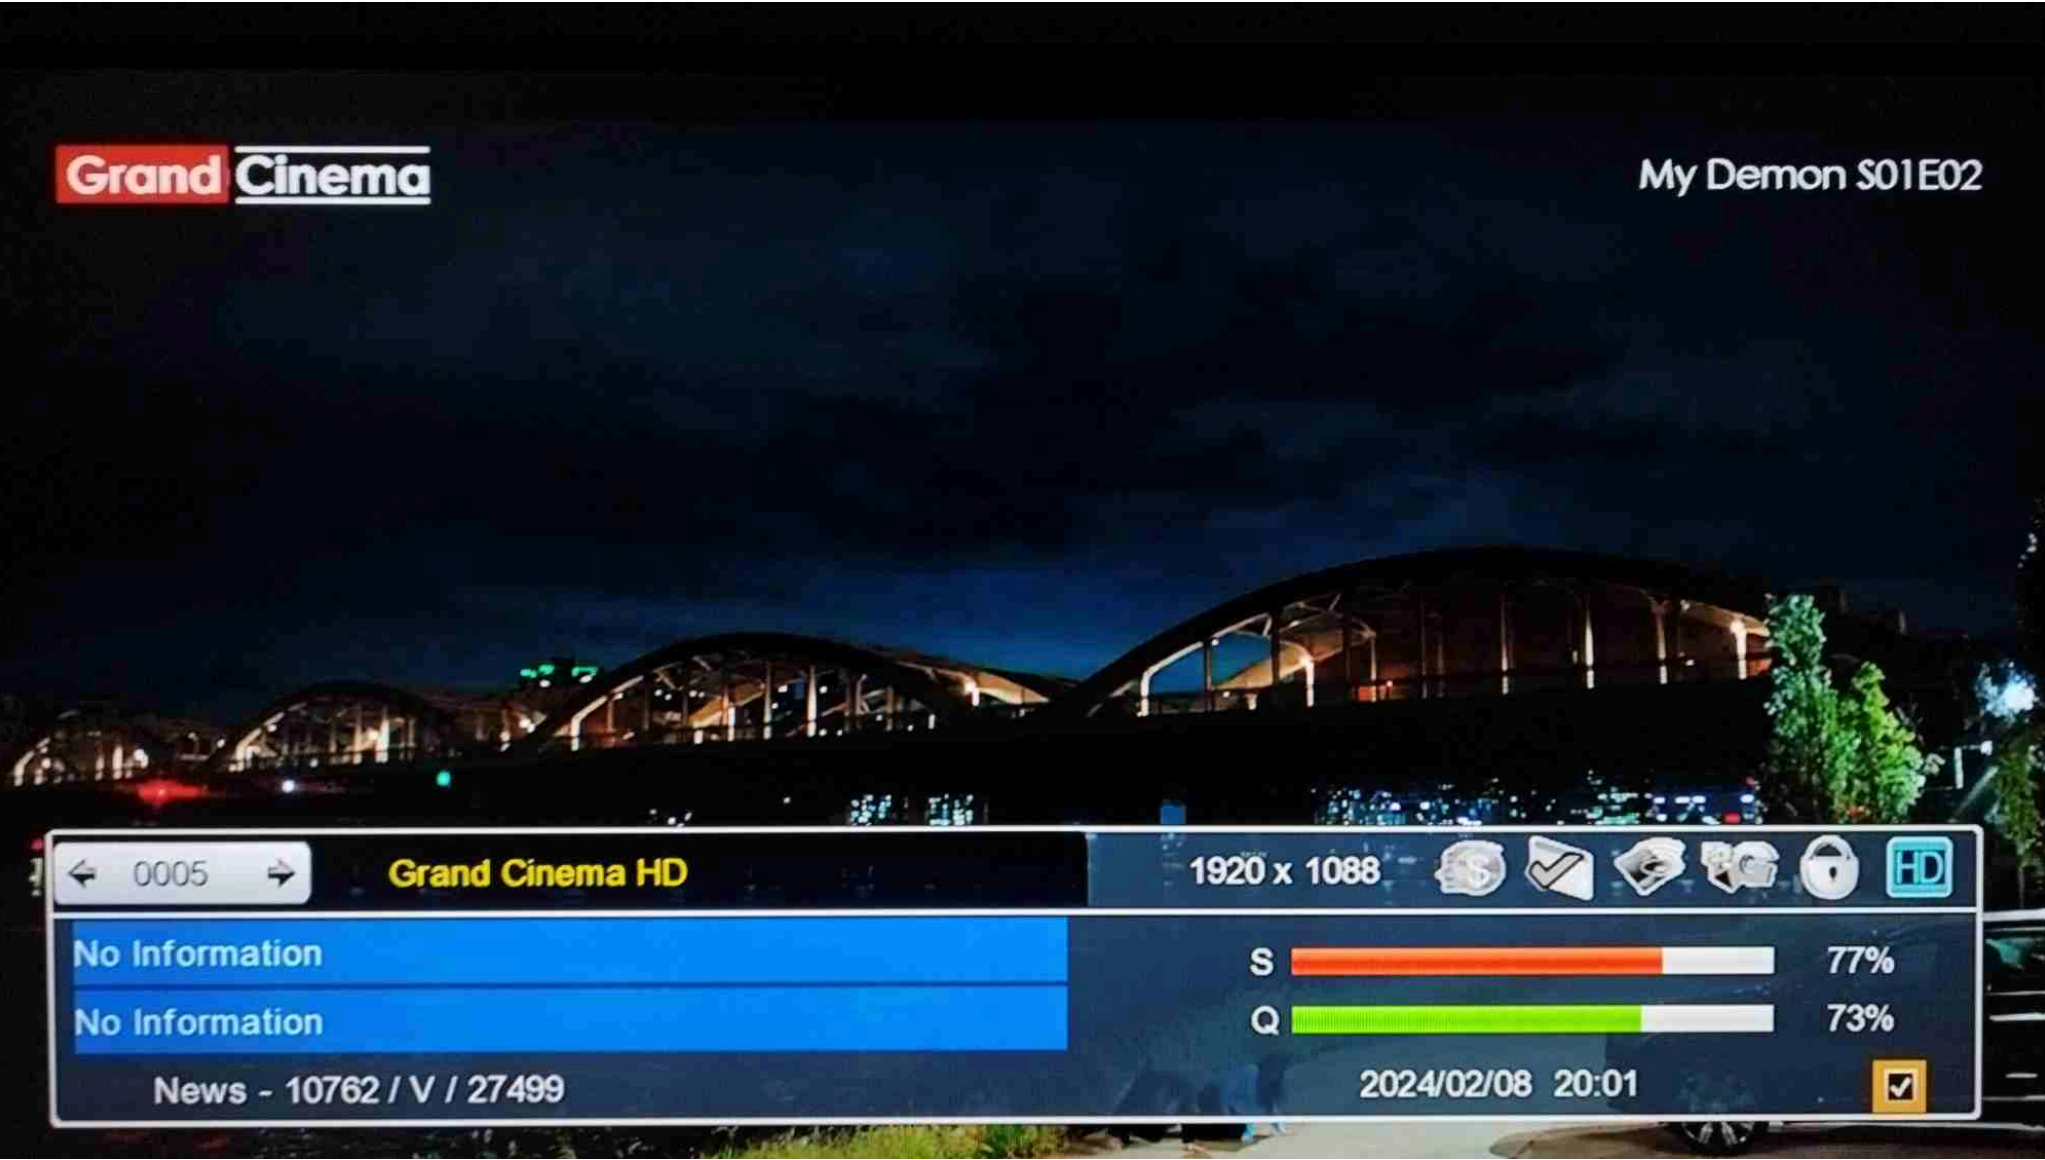 Grand Cinema
My Demon S01E02
0005
Grand Cinema HD
1920 x 1088
HD
No Information
No Information
S 77%
Q 73%
News - 10762 / V / 27499
2024/02/08 20:01